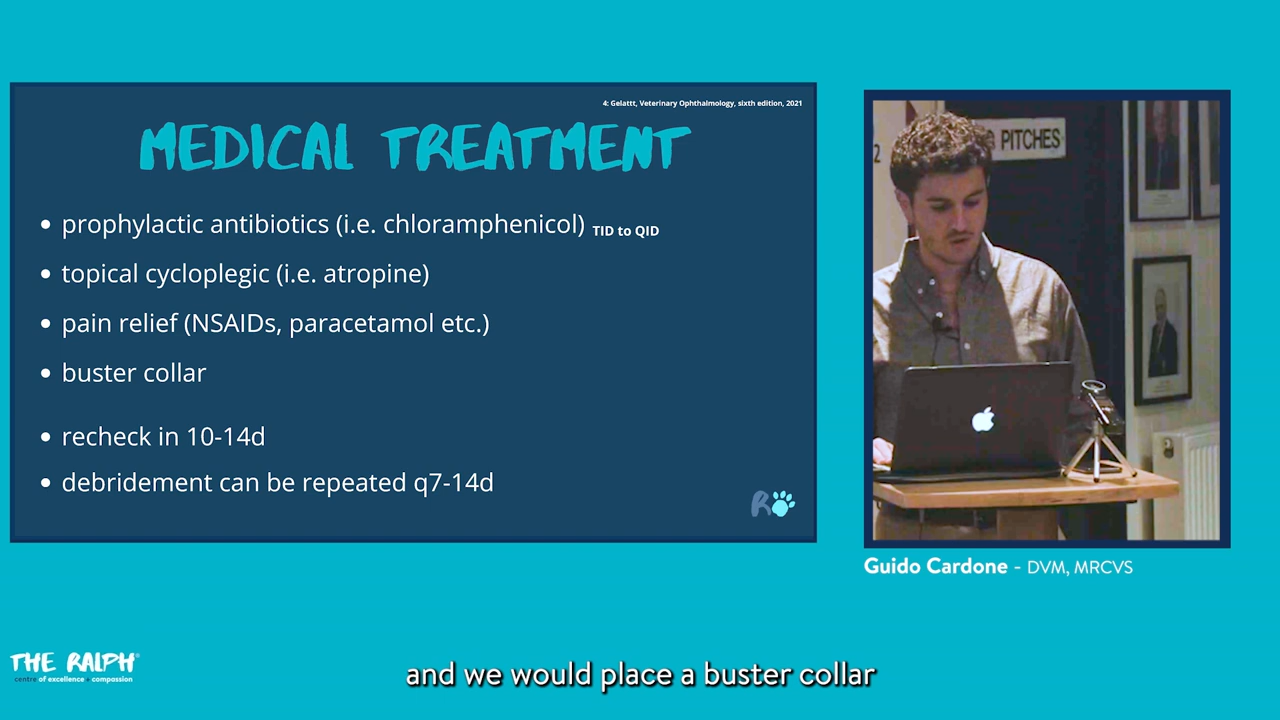 4: Gelattt, Veterinary Ophthalmology, sixth edition, 2021
MEDICAL TREATMENT
• prophylactic antibiotics (i.e. chloramphenicol) TID to QID
• topical cycloplegic (i.e. atropine)
• pain relief (NSAIDs, paracetamol etc.)
• buster collar
• recheck in 10-14d
• debridement can be repeated q7-14d
R
2
PITCHES
Guido Cardone - DVM, MRCVS
THE RALPH
centre of excellence + compassion
and we would place a buster collar